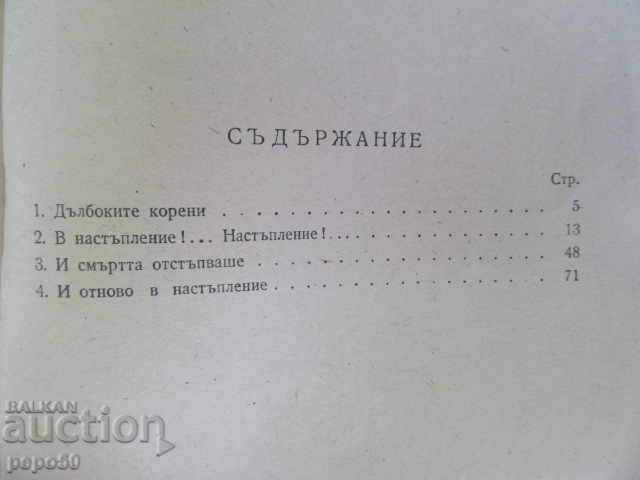 СЪДЪРЖАНИЕ
Стр.
1. Дълбоките корени . . . . . . . . . . . . . . . . . . . . 5
2. В настъпление!... Настъпление!. . . . . . . . . . . . . 13
3. И смъртта отстъпваше . . . . . . . . . . . . . . . . . . 48
4. И отново в настъпление . . . . . . . . . . . . . . . . . 71
BALKAN
auction
popo50